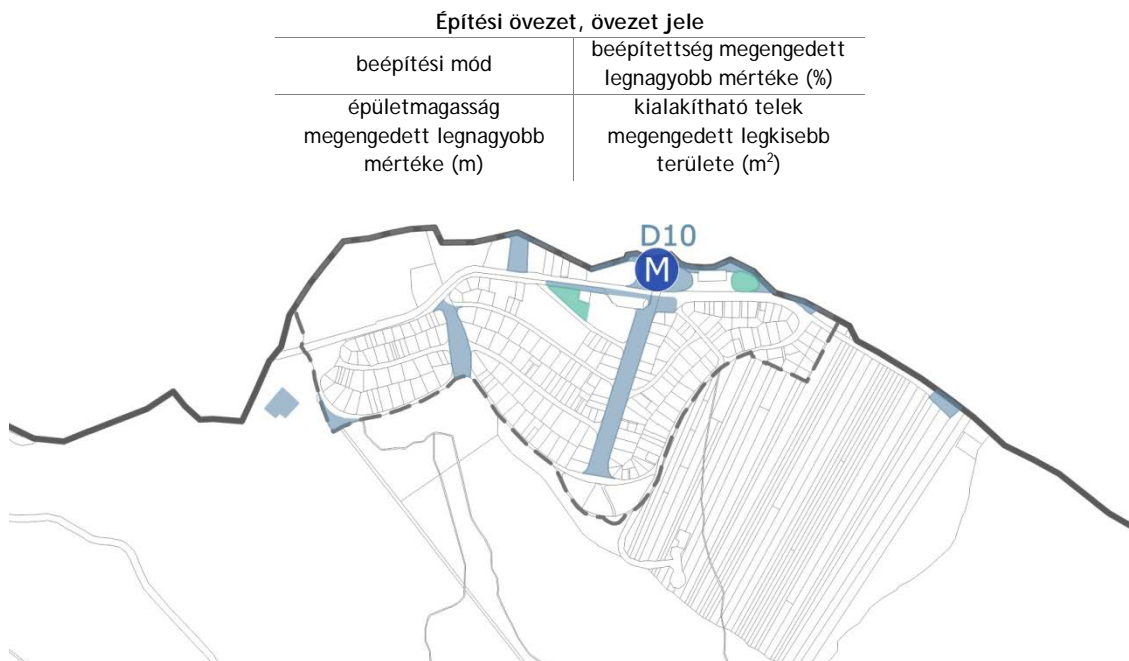 Építési övezet, övezet jele
beépítési mód
beépítettség megengedett
legnagyobb mértéke (%)
épületmagasság
megengedett legnagyobb
mértéke (m)
kialakítható telek
megengedett legkisebb
területe (m²)
D10
M